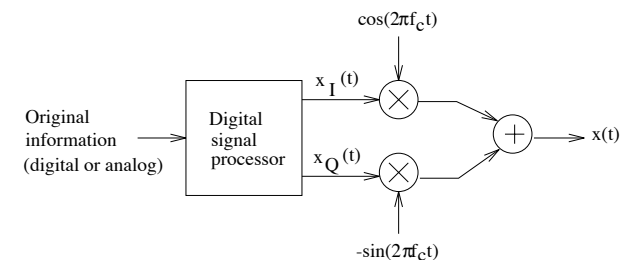 cos(2πf_c t)
x_I (t)
Original
information
(digital or analog)
Digital
signal
processor
x(t)
x_Q (t)
-sin(2πf_c t)